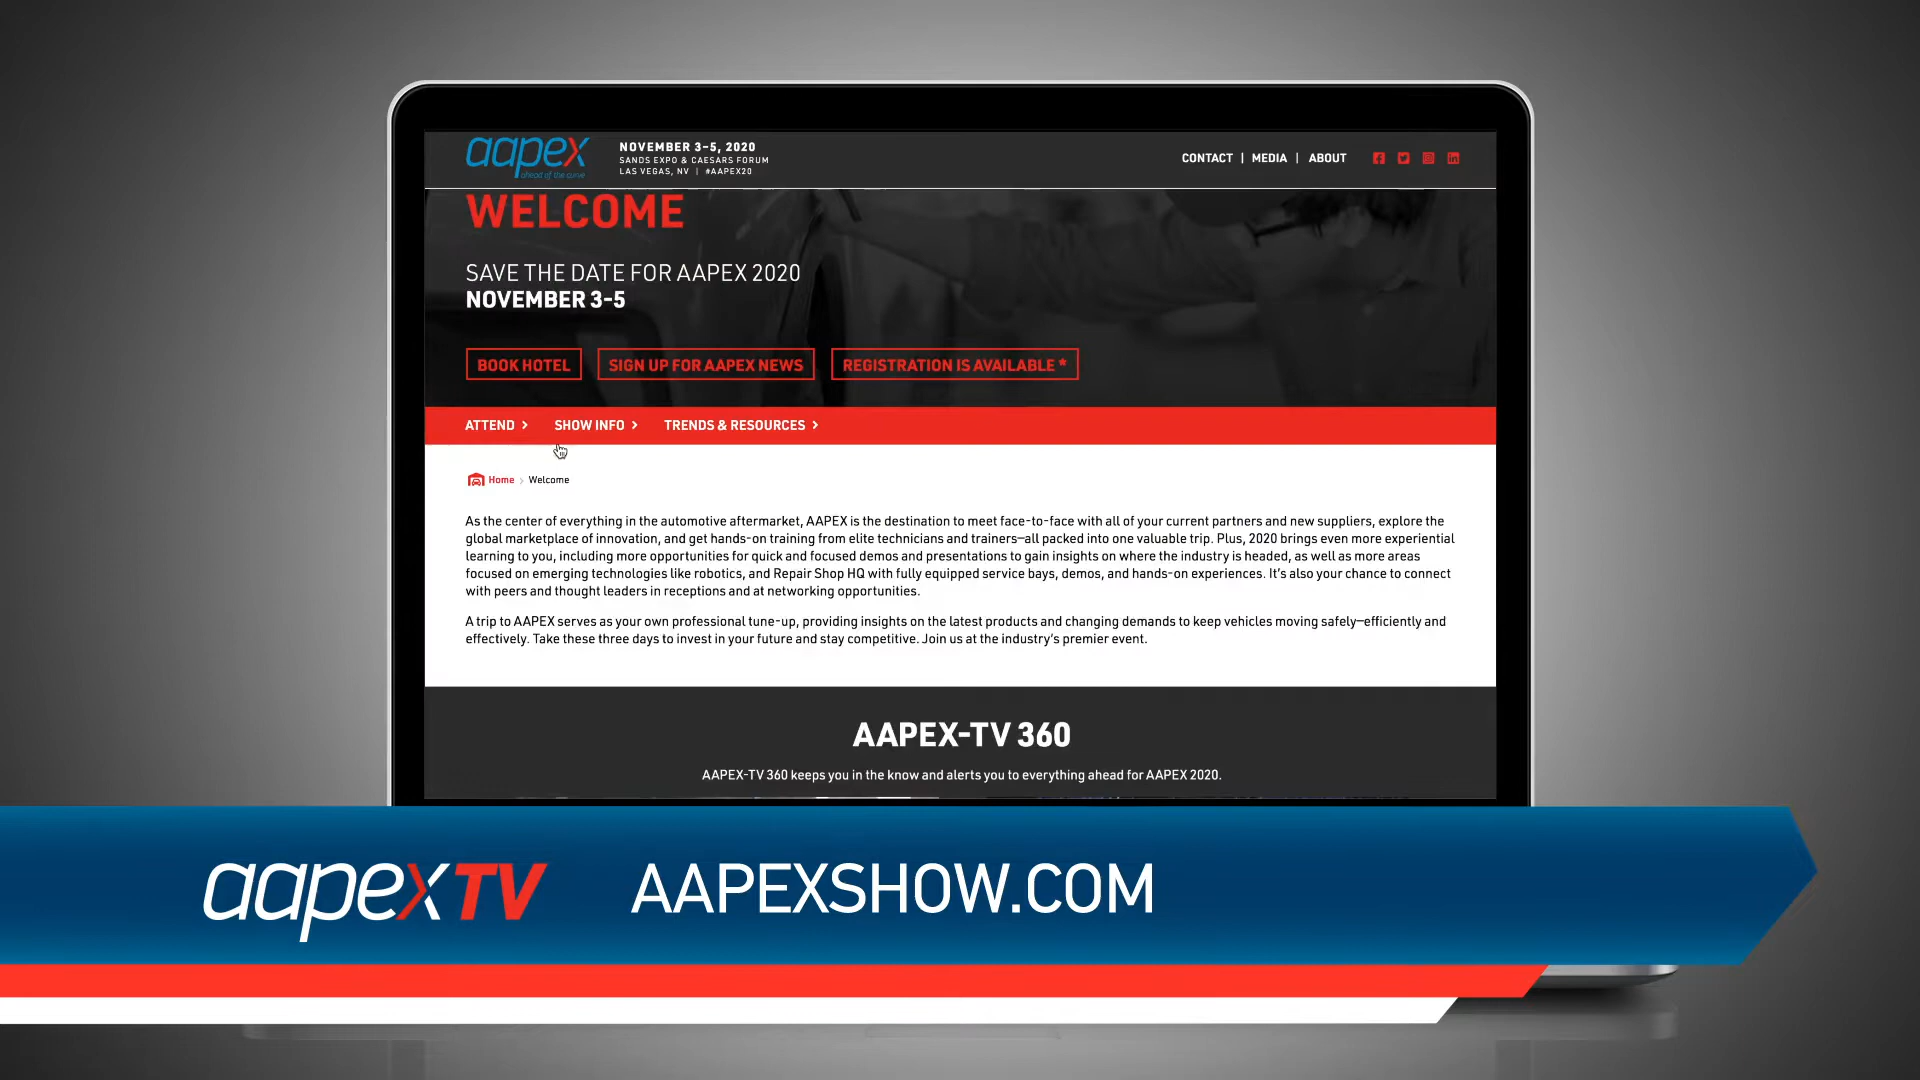 aapex
ahead of the curve
NOVEMBER 3-5, 2020
SANDS EXPO & CAESARS FORUM
LAS VEGAS, NV | #AAPEX20
CONTACT | MEDIA | ABOUT
WELCOME
SAVE THE DATE FOR AAPEX 2020
NOVEMBER 3-5
BOOK HOTEL
SIGN UP FOR AAPEX NEWS
REGISTRATION IS AVAILABLE *
ATTEND > SHOW INFO > TRENDS & RESOURCES >
Home > Welcome
As the center of everything in the automotive aftermarket, AAPEX is the destination to meet face-to-face with all of your current partners and new suppliers, explore the
global marketplace of innovation, and get hands-on training from elite technicians and trainers—all packed into one valuable trip. Plus, 2020 brings even more experiential
learning to you, including more opportunities for quick and focused demos and presentations to gain insights on where the industry is headed, as well as more areas
focused on emerging technologies like robotics, and Repair Shop HQ with fully equipped service bays, demos, and hands-on experiences. It's also your chance to connect
with peers and thought leaders in receptions and at networking opportunities.
A trip to AAPEX serves as your own professional tune-up, providing insights on the latest products and changing demands to keep vehicles moving safely—efficiently and
effectively. Take these three days to invest in your future and stay competitive. Join us at the industry's premier event.
AAPEX-TV 360
AAPEX-TV 360 keeps you in the know and alerts you to everything ahead for AAPEX 2020.
aapexTV
AAPEXSHOW.COM